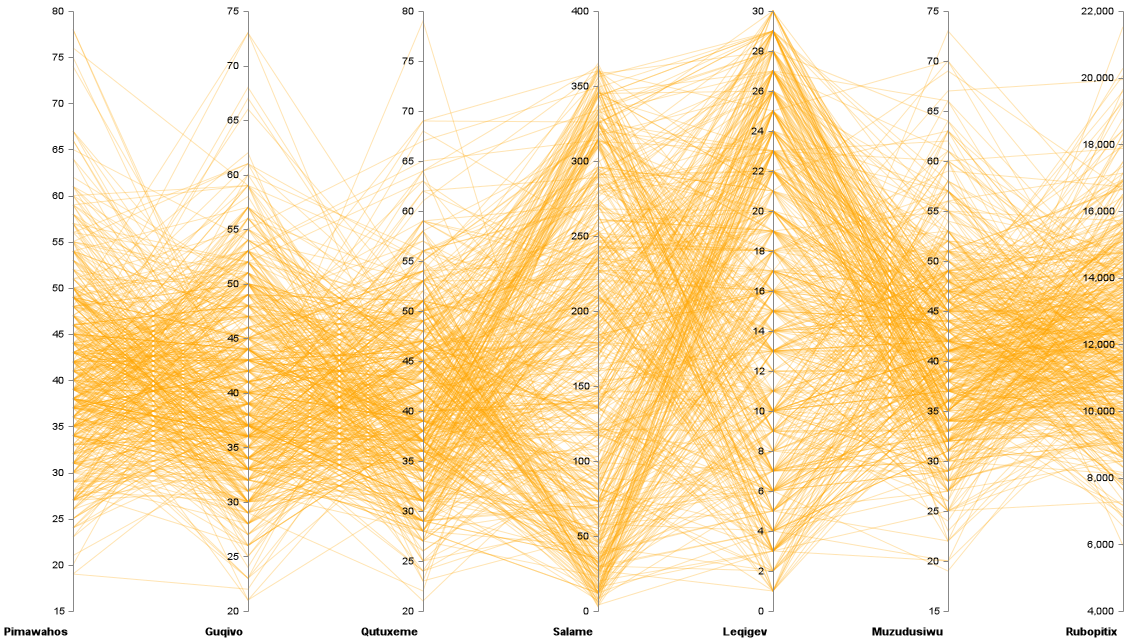 80 75 80 400 30 75 22,000
28
75 70 75 350 70 20,000
26
70 65 70 65
24 18,000
65 60 65 300 60
22
60 55 60 250 20 55 16,000
55 50 55 18 50 14,000
50 45 50 200 16 45
14
45 40 45 150 12 40 12,000
40 35 40 10 35 10,000
35 30 35 100 8 30
30 25 30 50 6 25 8,000
25 4
20 25 2 20 6,000
15 20 20 0 0 15 4,000
Pimawahos Guqivo Qutuxeme Salame Leqigev Muzudusiwu Rubopitix